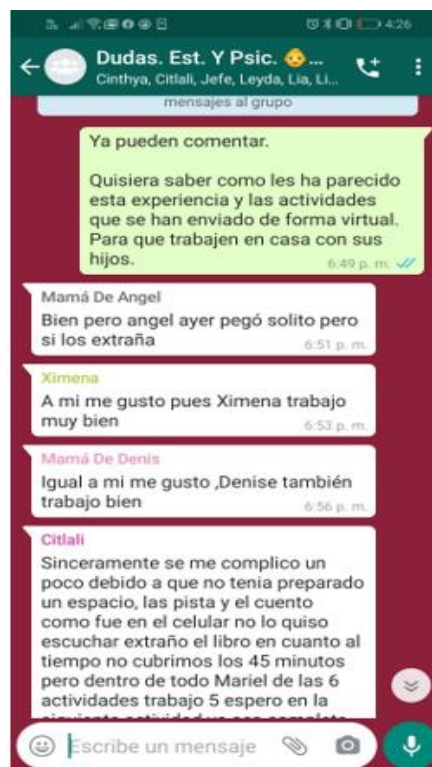 4:26
Dudas. Est. Y Psic. 👶...
Cinthya, Citlali, Jefe, Leyda, Lia, Li...
mensajes al grupo
Ya pueden comentar.
Quisiera saber como les ha parecido
esta experiencia y las actividades
que se han enviado de forma virtual.
Para que trabajen en casa con sus
hijos.
6:49 p. m.
Mamá De Angel
Bien pero angel ayer pegó solito pero
si los extraña
6:51 p. m.
Ximena
A mi me gusto pues Ximena trabajo
muy bien
6:53 p. m.
Mamá De Denis
Igual a mi me gusto ,Denise también
trabajo bien
6:56 p. m.
Citlali
Sinceramente se me complico un
poco debido a que no tenia preparado
un espacio, las pista y el cuento
como fue en el celular no lo quiso
escuchar extraño el libro en cuanto al
tiempo no cubrimos los 45 minutos
pero dentro de todo Mariel de las 6
actividades trabajo 5 espero en la
Escribe un mensaje